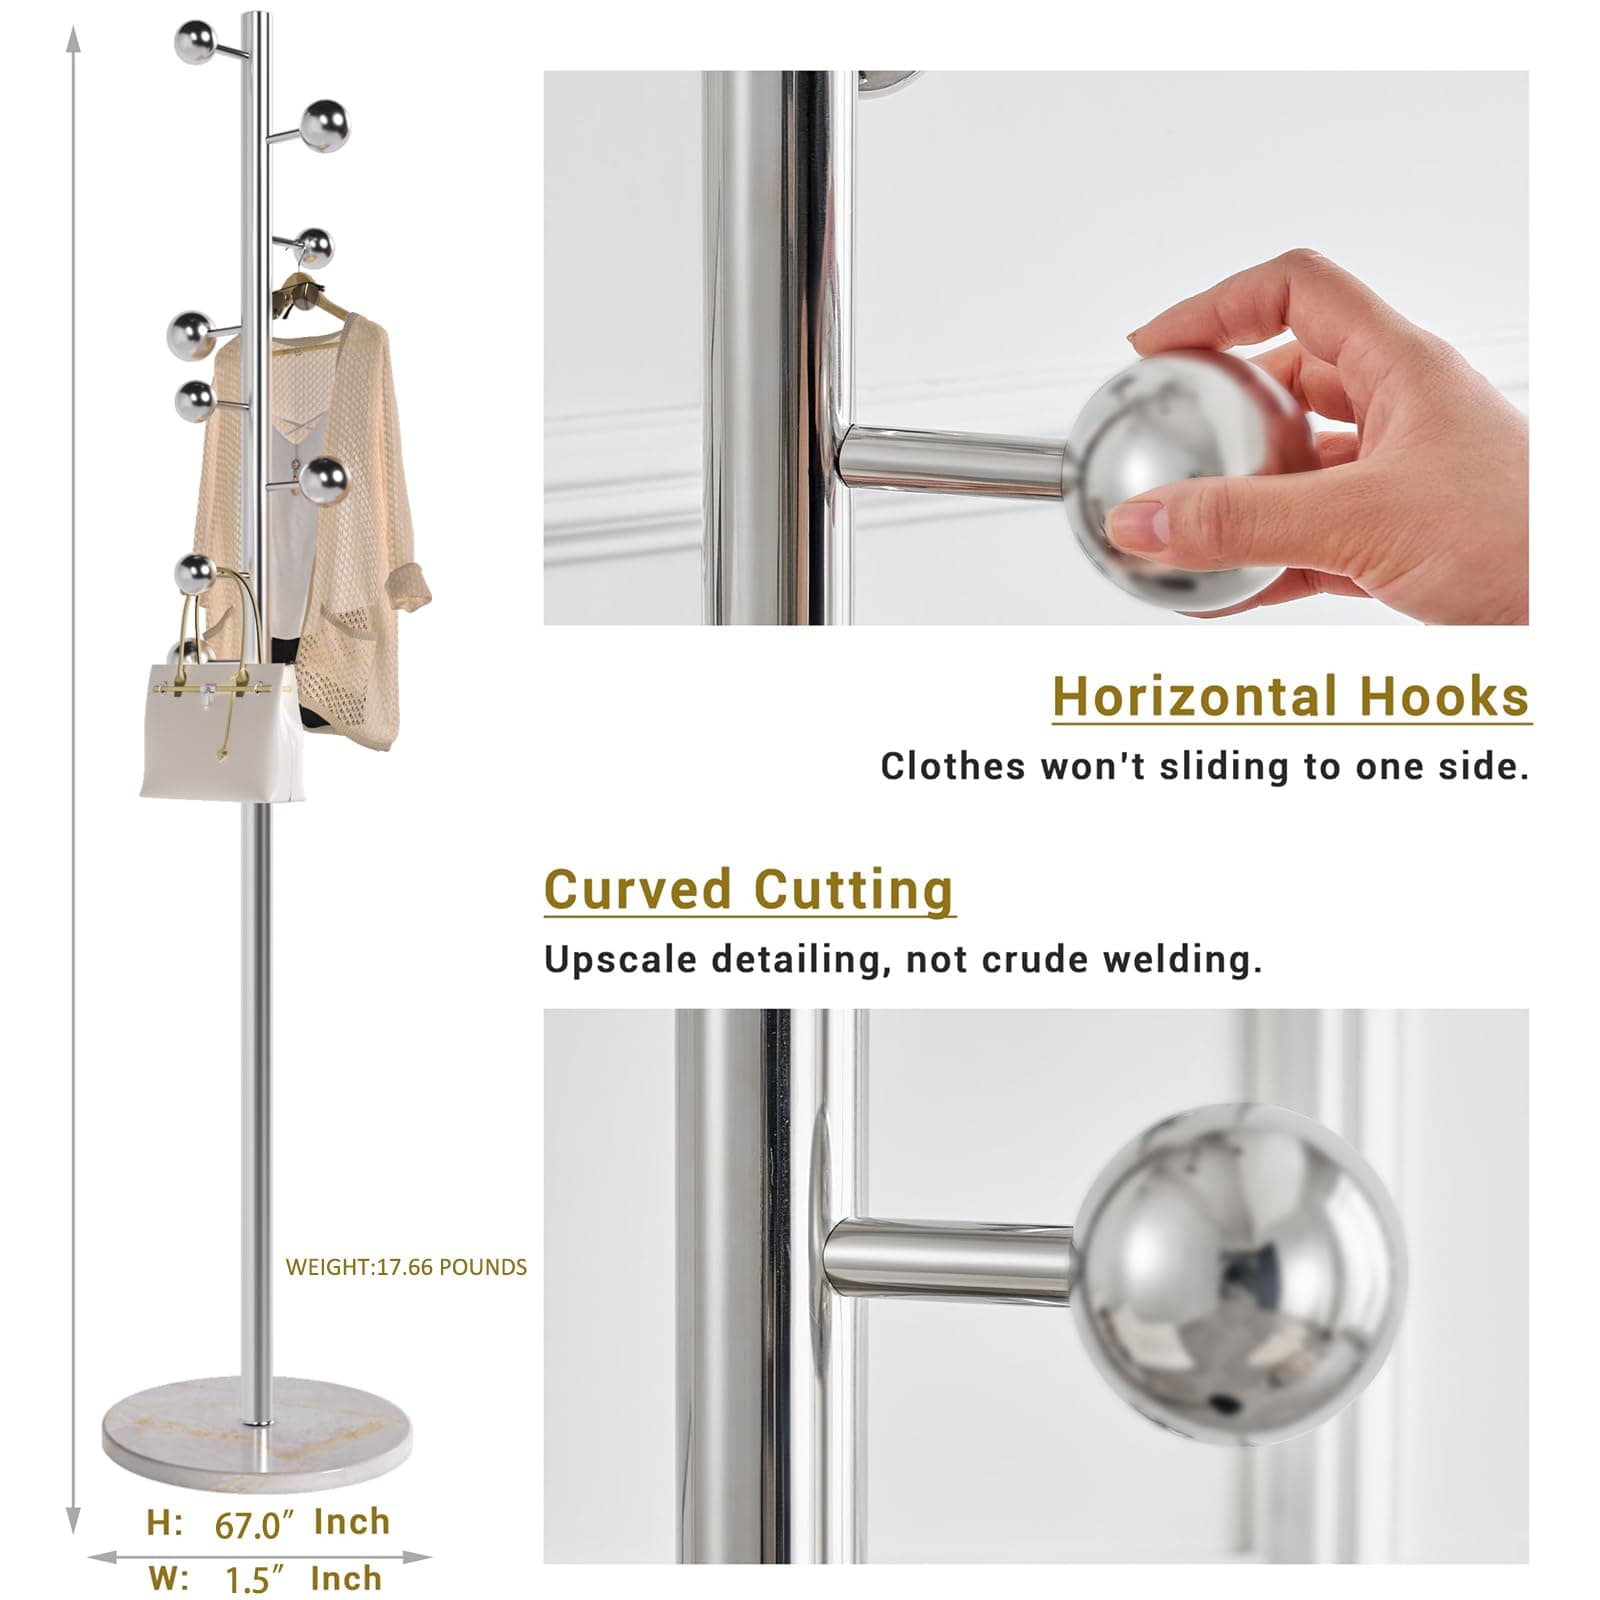 Horizontal Hooks
Clothes won't sliding to one side.
Curved Cutting
Upscale detailing, not crude welding.
WEIGHT:17.66 POUNDS
H: 67.0" Inch
W: 1.5" Inch